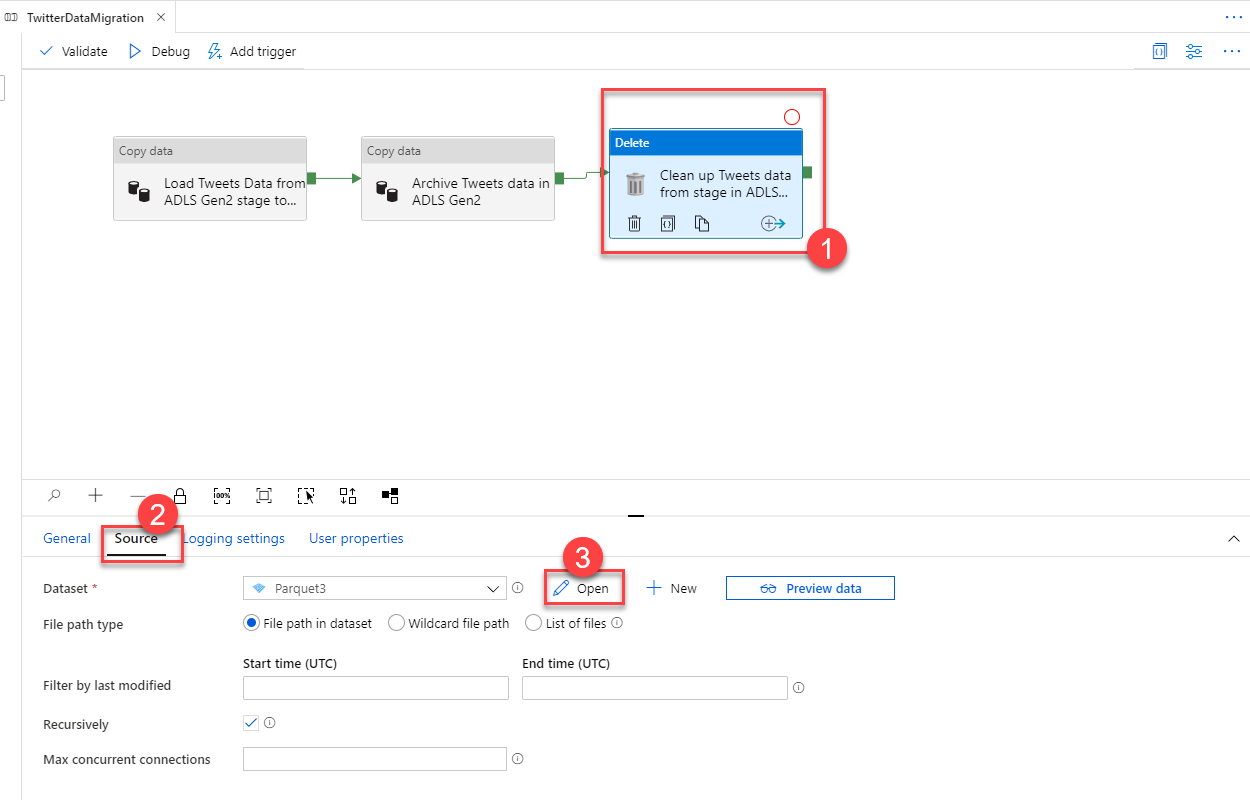 TwitterDataMigration
Validate
Debug
Add trigger
Copy data
Load Tweets Data from
ADLS Gen2 stage to...
Copy data
Archive Tweets data in
ADLS Gen2
Delete
Clean up Tweets data
from stage in ADLS...
1
100%
2
General
Source
Logging settings
User properties
3
Dataset *
Parquet3
Open
New
Preview data
File path type
File path in dataset
Wildcard file path
List of files
Start time (UTC)
End time (UTC)
Filter by last modified
Recursively
Max concurrent connections